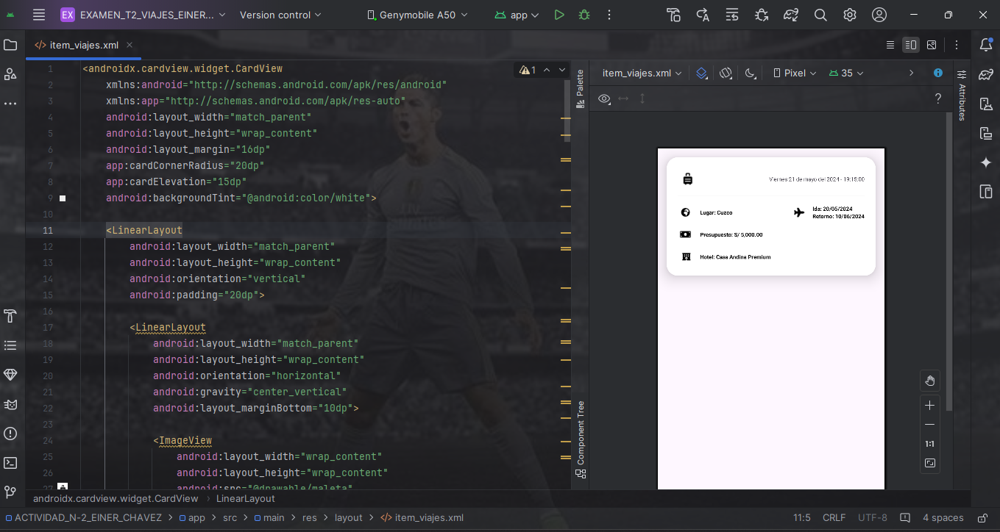 EX EXAMEN_T2_VIAJES_EINER... Version control Genymobile A50 app
item_viajes.xml
1 <androidx.cardview.widget.CardView
2 xmlns:android="http://schemas.android.com/apk/res/android"
3 xmlns:app="http://schemas.android.com/apk/res-auto"
4 android:layout_width="match_parent"
5 android:layout_height="wrap_content"
6 android:layout_margin="16dp"
7 app:cardCornerRadius="20dp"
8 app:cardElevation="15dp"
9 android:backgroundTint="@android:color/white">
10
11 <LinearLayout
12 android:layout_width="match_parent"
13 android:layout_height="wrap_content"
14 android:orientation="vertical"
15 android:padding="20dp">
16
17 <LinearLayout
18 android:layout_width="match_parent"
19 android:layout_height="wrap_content"
20 android:orientation="horizontal"
21 android:gravity="center_vertical"
22 android:layout_marginBottom="10dp">
23
24 <ImageView
25 android:layout_width="wrap_content"
26 android:layout_height="wrap_content"
27 android:src="@drawable/maleta"
1
Palette
Component Tree
item_viajes.xml Pixel 35
?
Attributes
Viernes 21 de mayo del 2024 - 19:15:00
Lugar: Cuzco
Ida: 20/05/2024
Retorno: 10/06/2024
Presupuesto: S/ 5,000.00
Hotel: Casa Andina Premium
1:1
androidx.cardview.widget.CardView LinearLayout
ACTIVIDAD_N-2_EINER_CHAVEZ app src main res layout item_viajes.xml 11:5 CRLF UTF-8 4 spaces